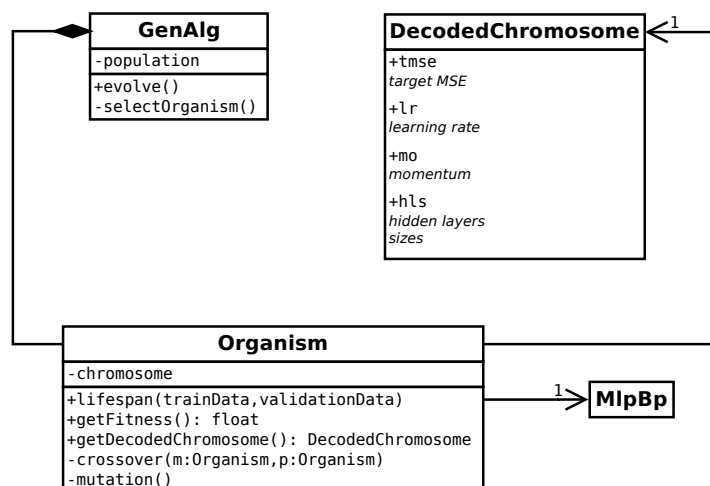 GenAlg
-population
+evolve()
-selectOrganism()
DecodedChromosome
1
+tmse
target MSE
+lr
learning rate
+mo
momentum
+hls
hidden layers
sizes
Organism
-chromosome
+lifespan(trainData,validationData)
+getFitness(): float
+getDecodedChromosome(): DecodedChromosome
-crossover(m:Organism,p:Organism)
-mutation()
1
MlpBp